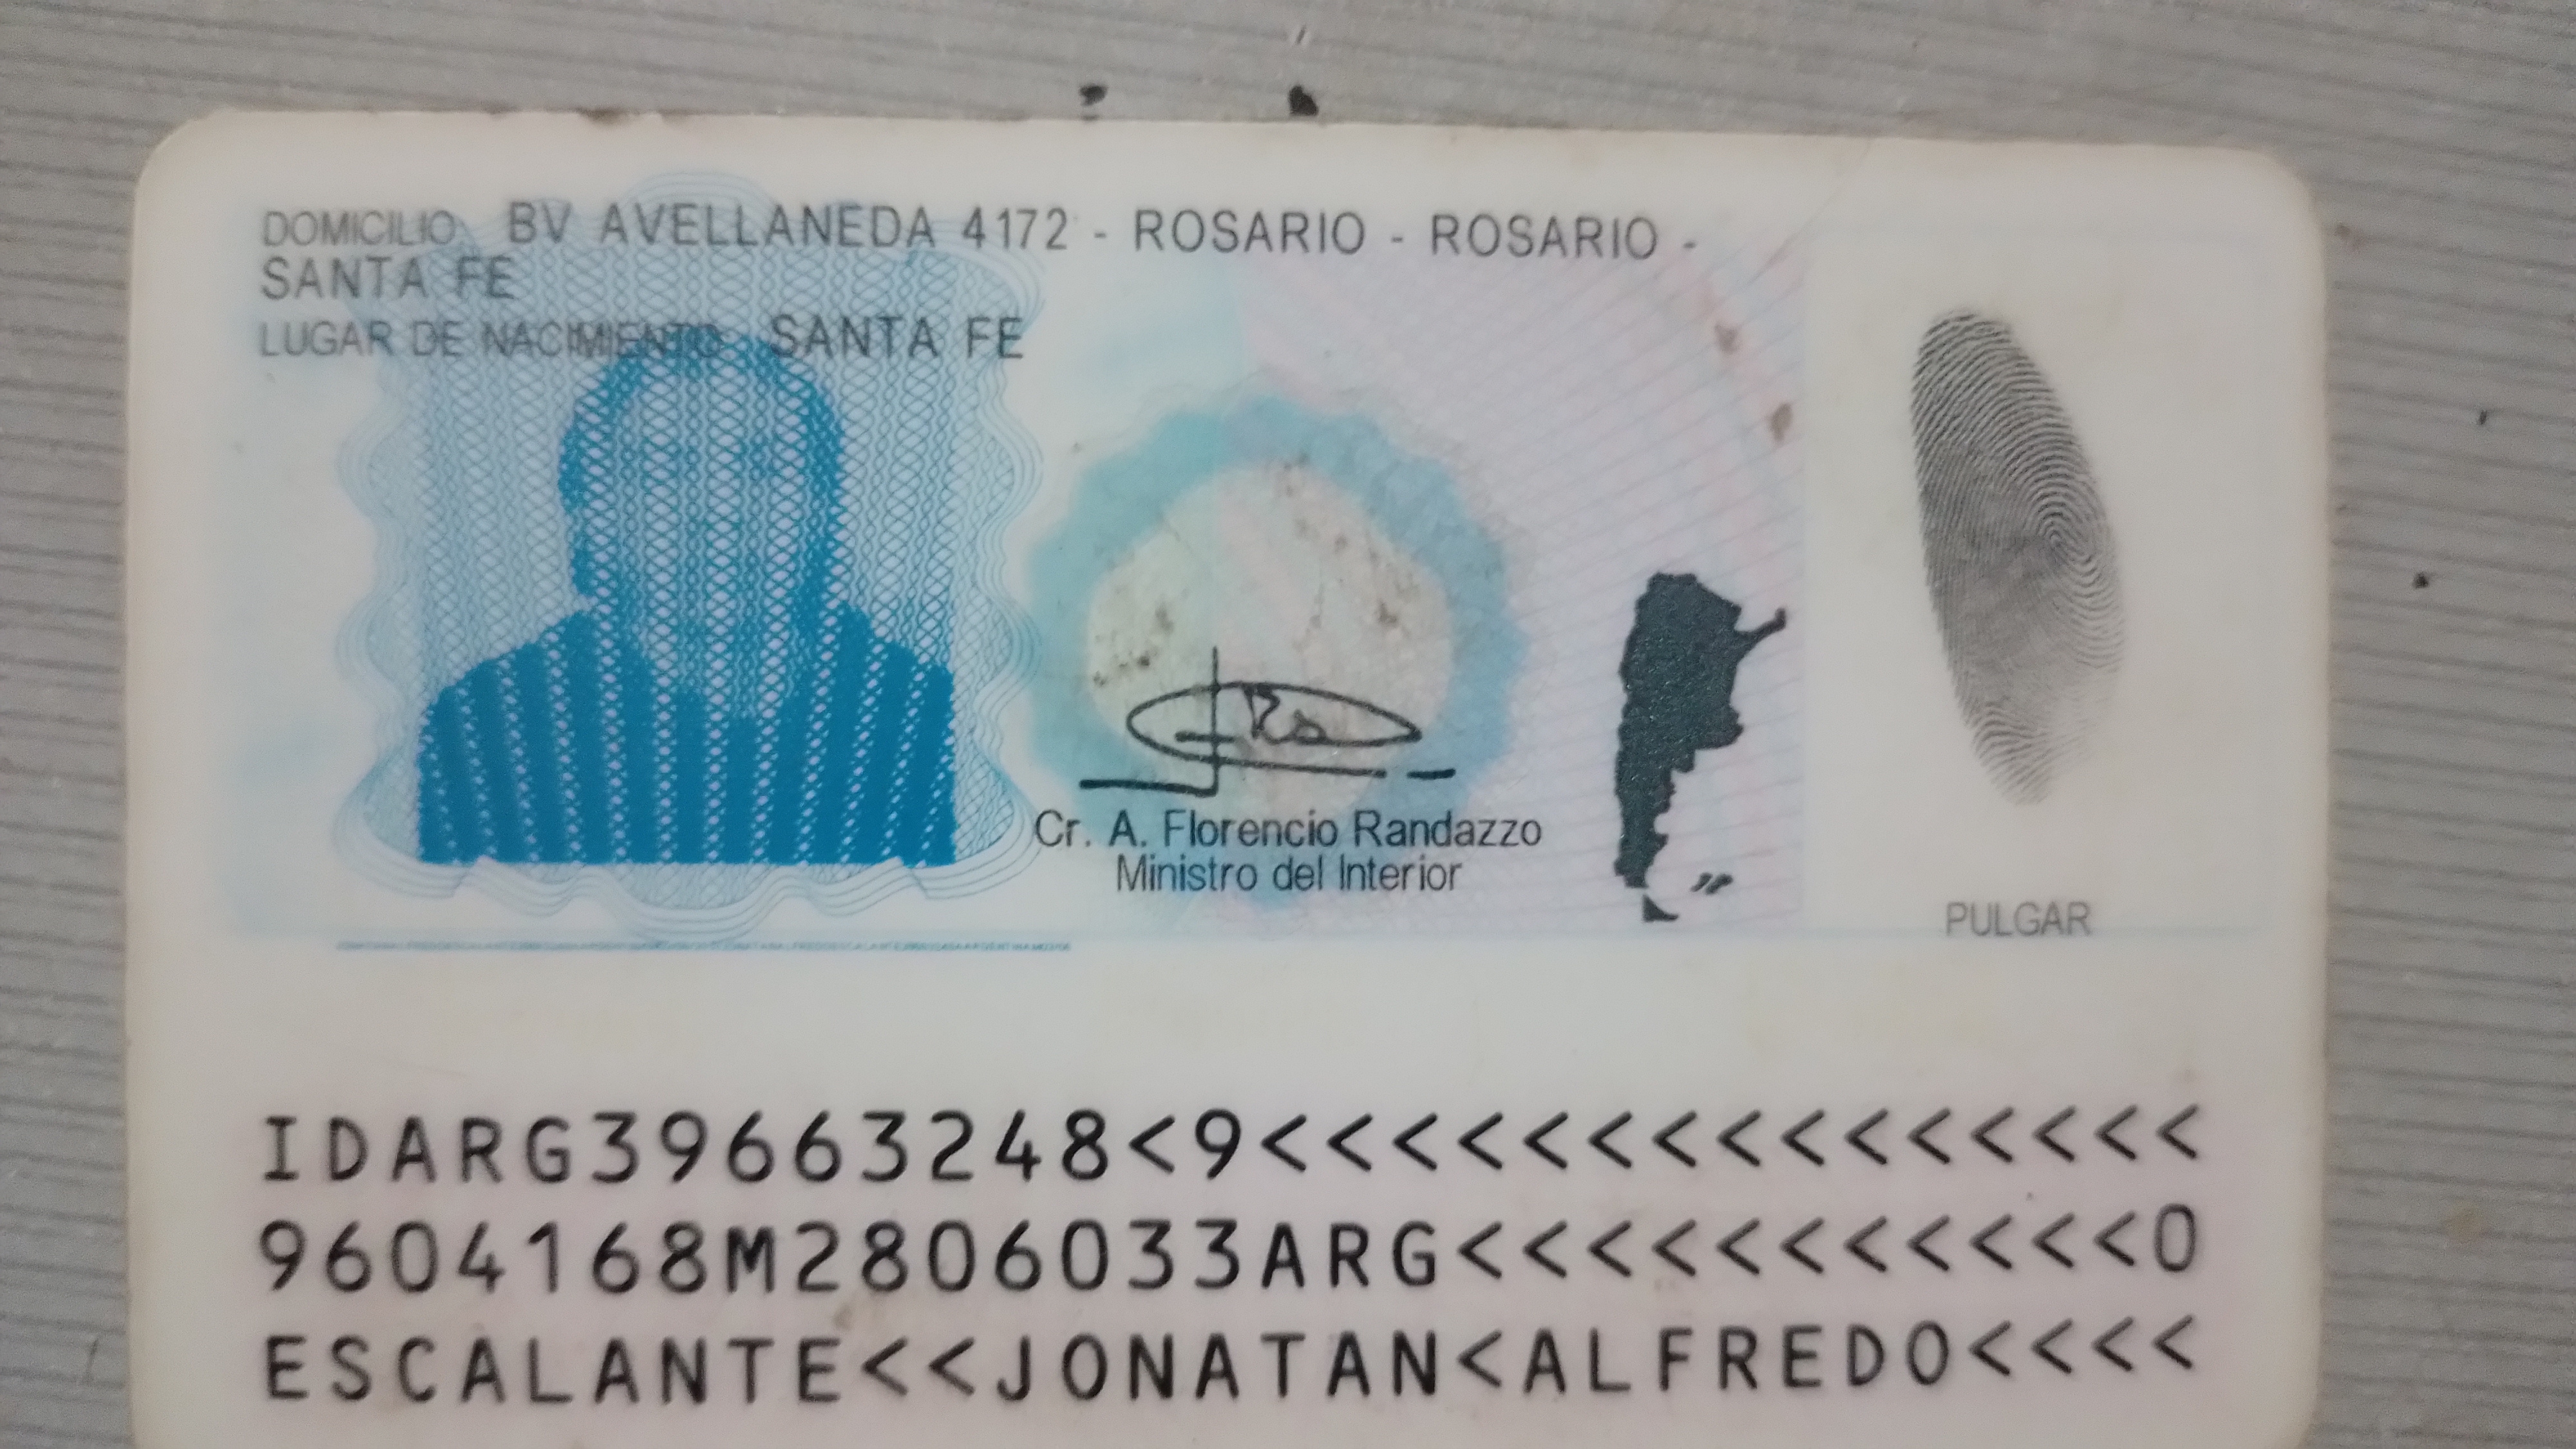 DOMICILIO BV AVELLANEDA 4172 - ROSARIO - ROSARIO -
SANTA FE
LUGAR DE NACIMIENTO SANTA FE
Cr. A. Florencio Randazzo
Ministro del Interior
PULGAR
IDARG39663248<9<<<<<<<<<<<<<<<
9604168M2806033ARG<<<<<<<<<<<0
ESCALANTE<<JONATAN<ALFREDO<<<<